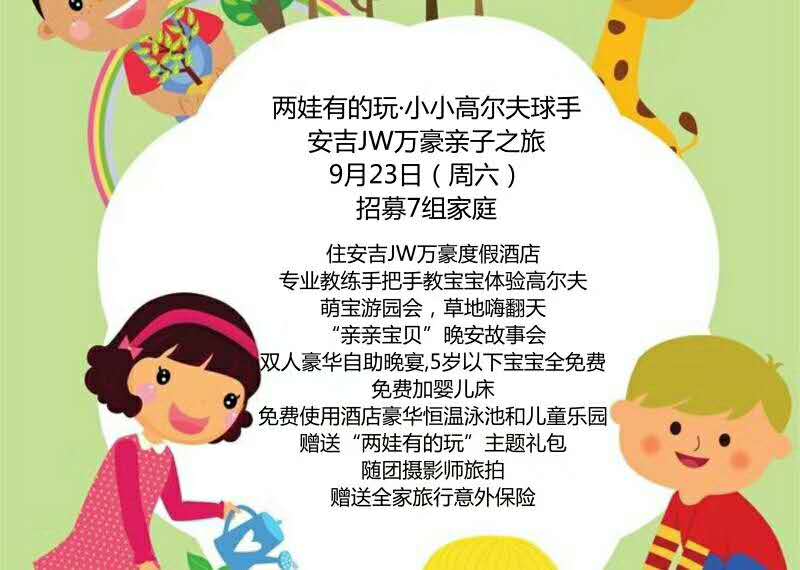 两娃有的玩·小小高尔夫球手
安吉JW万豪亲子之旅
9月23日（周六）
招募7组家庭
住安吉JW万豪度假酒店
专业教练手把手教宝宝体验高尔夫
萌宝游园会，草地嗨翻天
“亲亲宝贝”晚安故事会
双人豪华自助晚宴,5岁以下宝宝全免费
免费加婴儿床
免费使用酒店豪华恒温泳池和儿童乐园
赠送“两娃有的玩”主题礼包
随团摄影师旅拍
赠送全家旅行意外保险